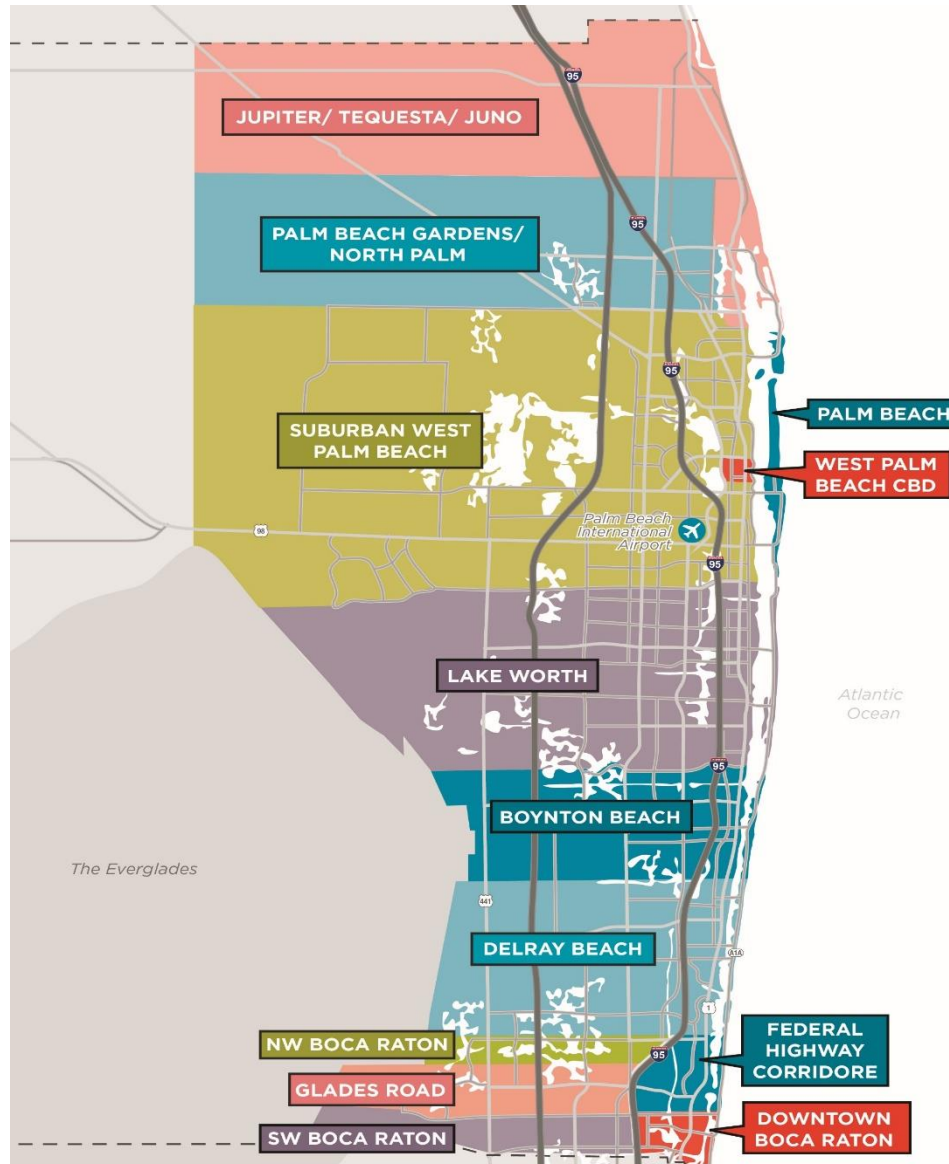 95
JUPITER/ TEQUESTA/ JUNO
95
PALM BEACH GARDENS/
NORTH PALM
95
PALM BEACH
SUBURBAN WEST
PALM BEACH
WEST PALM
BEACH CBD
98
Palm Beach
International
Airport
95
LAKE WORTH
Atlantic
Ocean
95
BOYNTON BEACH
The Everglades
441
DELRAY BEACH
A1A
1
NW BOCA RATON
95
FEDERAL
HIGHWAY
CORRIDORE
GLADES ROAD
SW BOCA RATON
DOWNTOWN
BOCA RATON